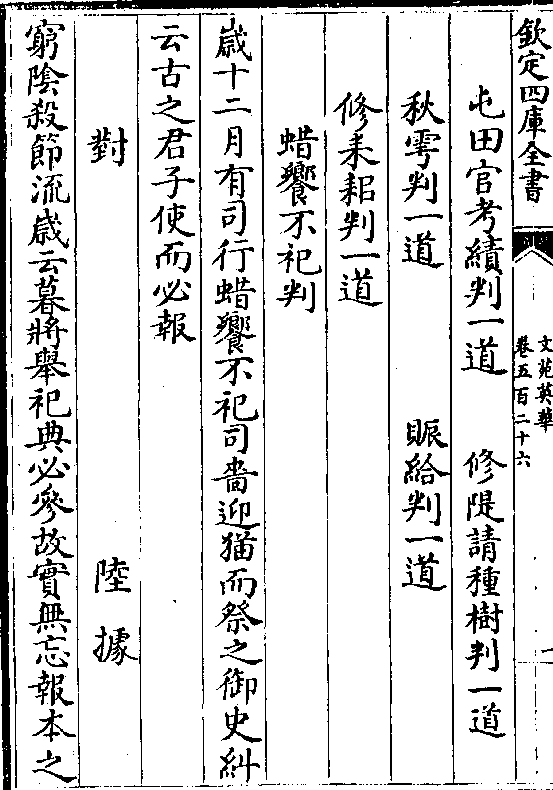 欽定四庫全書
文苑英華
卷五百二十六
屯田官考績判一道 修隄請種樹判一道
秋雩判一道 賑給判一道
修耒耜判一道
蜡饗不祀判
歲十二月有司行蜡饗不祀司嗇迎猫而祭之御史糾
云古之君子使而必報
對 陸據
窮陰殺節流歲云暮將舉祀典必參故實無忘報本之